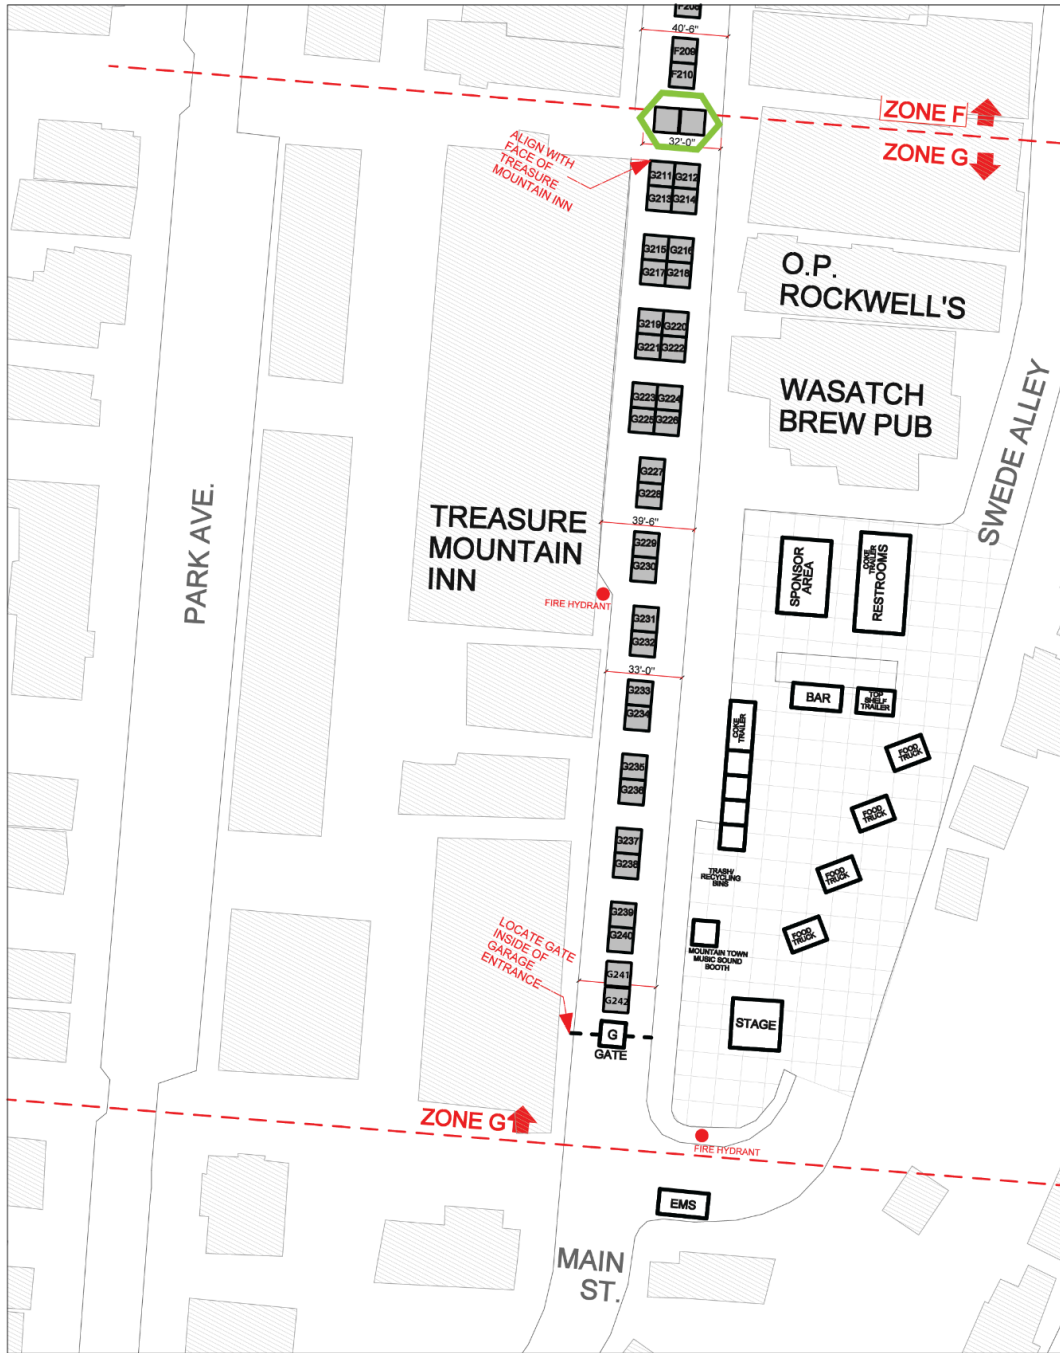 F208
40'-6"
F209
F210
ZONE F
32'-0"
ZONE G
ALIGN WITH
FACE OF
TREASURE
MOUNTAIN INN
G211 G212
G213 G214
G215 G216
G217 G218
O.P.
ROCKWELL'S
G219 G220
G221 G222
WASATCH
BREW PUB
G223 G224
G225 G226
SWEDE ALLEY
G227
G228
PARK AVE.
TREASURE
MOUNTAIN
INN
39'-6"
G229
G230
SPONSOR
AREA
COKE
TRAILER
RESTROOMS
FIRE HYDRANT
G231
G232
33'-0"
G233
G234
BAR
TOP
SHELF
TRAILER
COKE
TRAILER
FOOD
TRUCK
G235
G236
FOOD
TRUCK
G237
G238
TRASH/
RECYCLING
BINS
FOOD
TRUCK
G239
G240
FOOD
TRUCK
LOCATE GATE
INSIDE OF
GARAGE
ENTRANCE
MOUNTAIN TOWN
MUSIC SOUND
BOOTH
G241
G242
STAGE
G
GATE
ZONE G
FIRE HYDRANT
EMS
MAIN
ST.